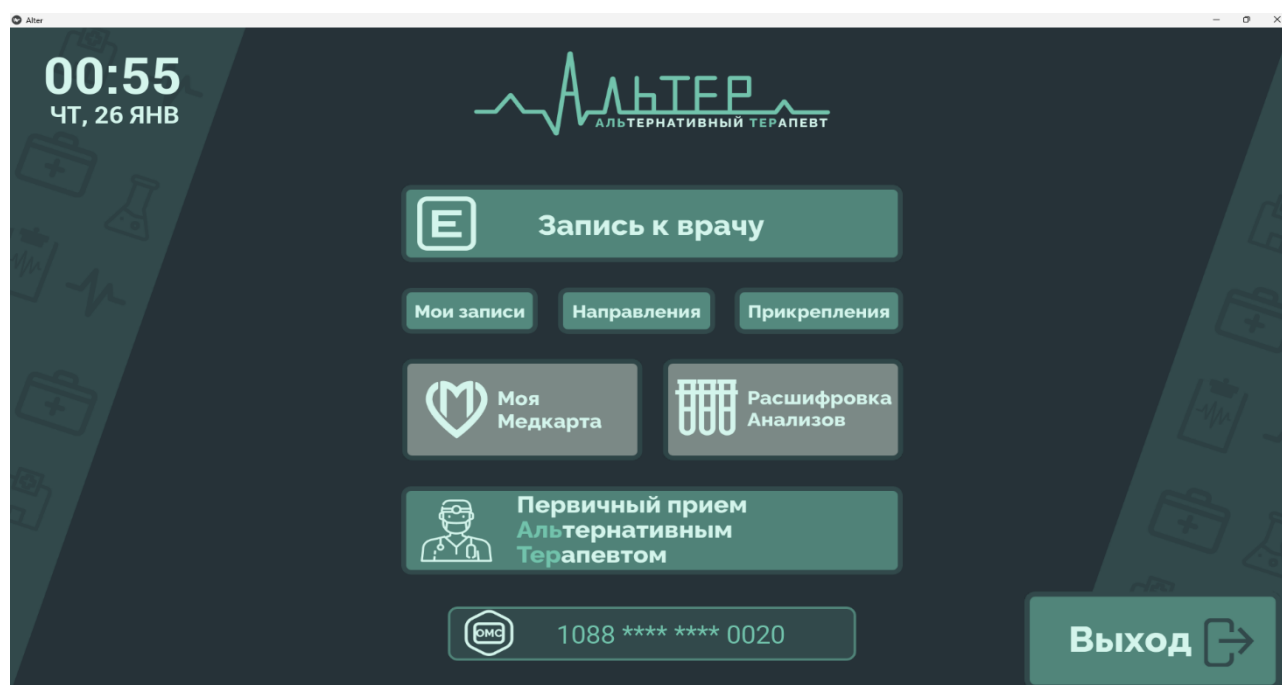 Alter
00:55
ЧТ, 26 ЯНВ
АЛЬТЕР
АЛЬТЕРНАТИВНЫЙ ТЕРАПЕВТ
E
Запись к врачу
Мои записи
Направления
Прикрепления
М
Моя
Медкарта
Расшифровка
Анализов
Первичный прием
Альтернативным
Терапевтом
ОМС
1088 **** **** 0020
Выход